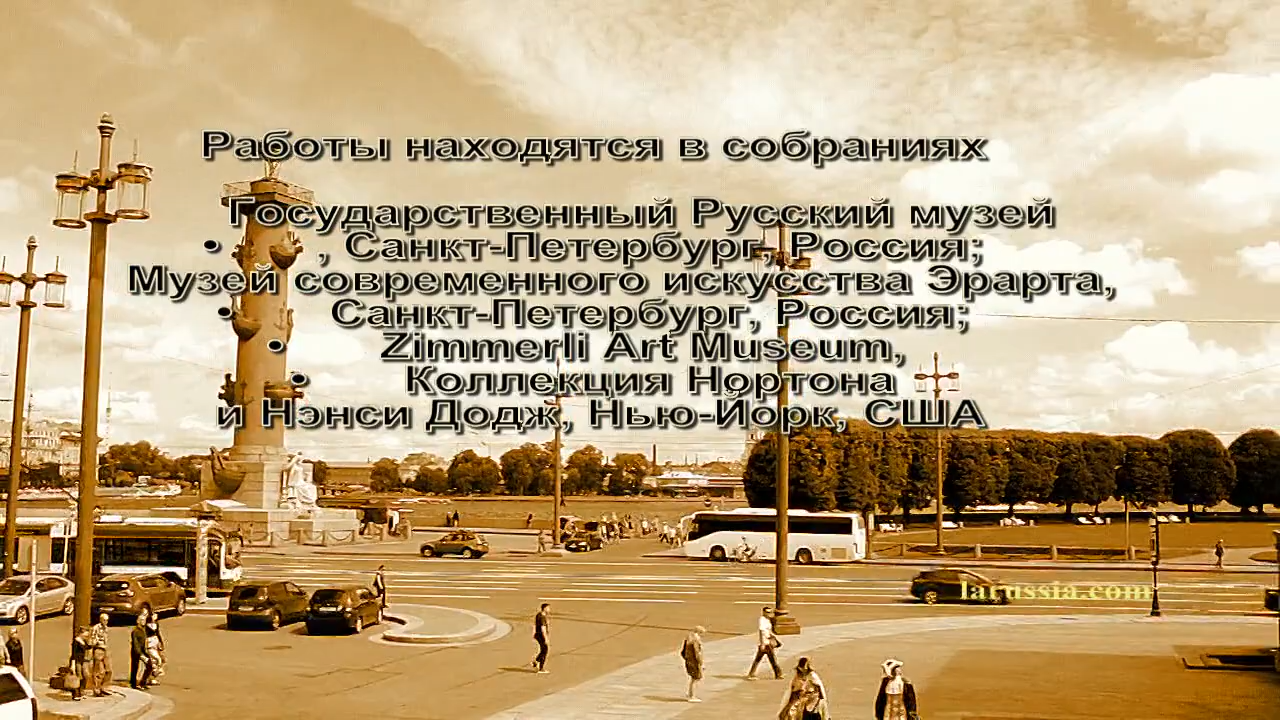 Работы находятся в собраниях
Государственный Русский музей
• , Санкт-Петербург, Россия;
Музей современного искусства Эрарта,
• Санкт-Петербург, Россия;
• Zimmerli Art Museum,
• Коллекция Нортона
и Нэнси Додж, Нью-Йорк, США
larussia.com